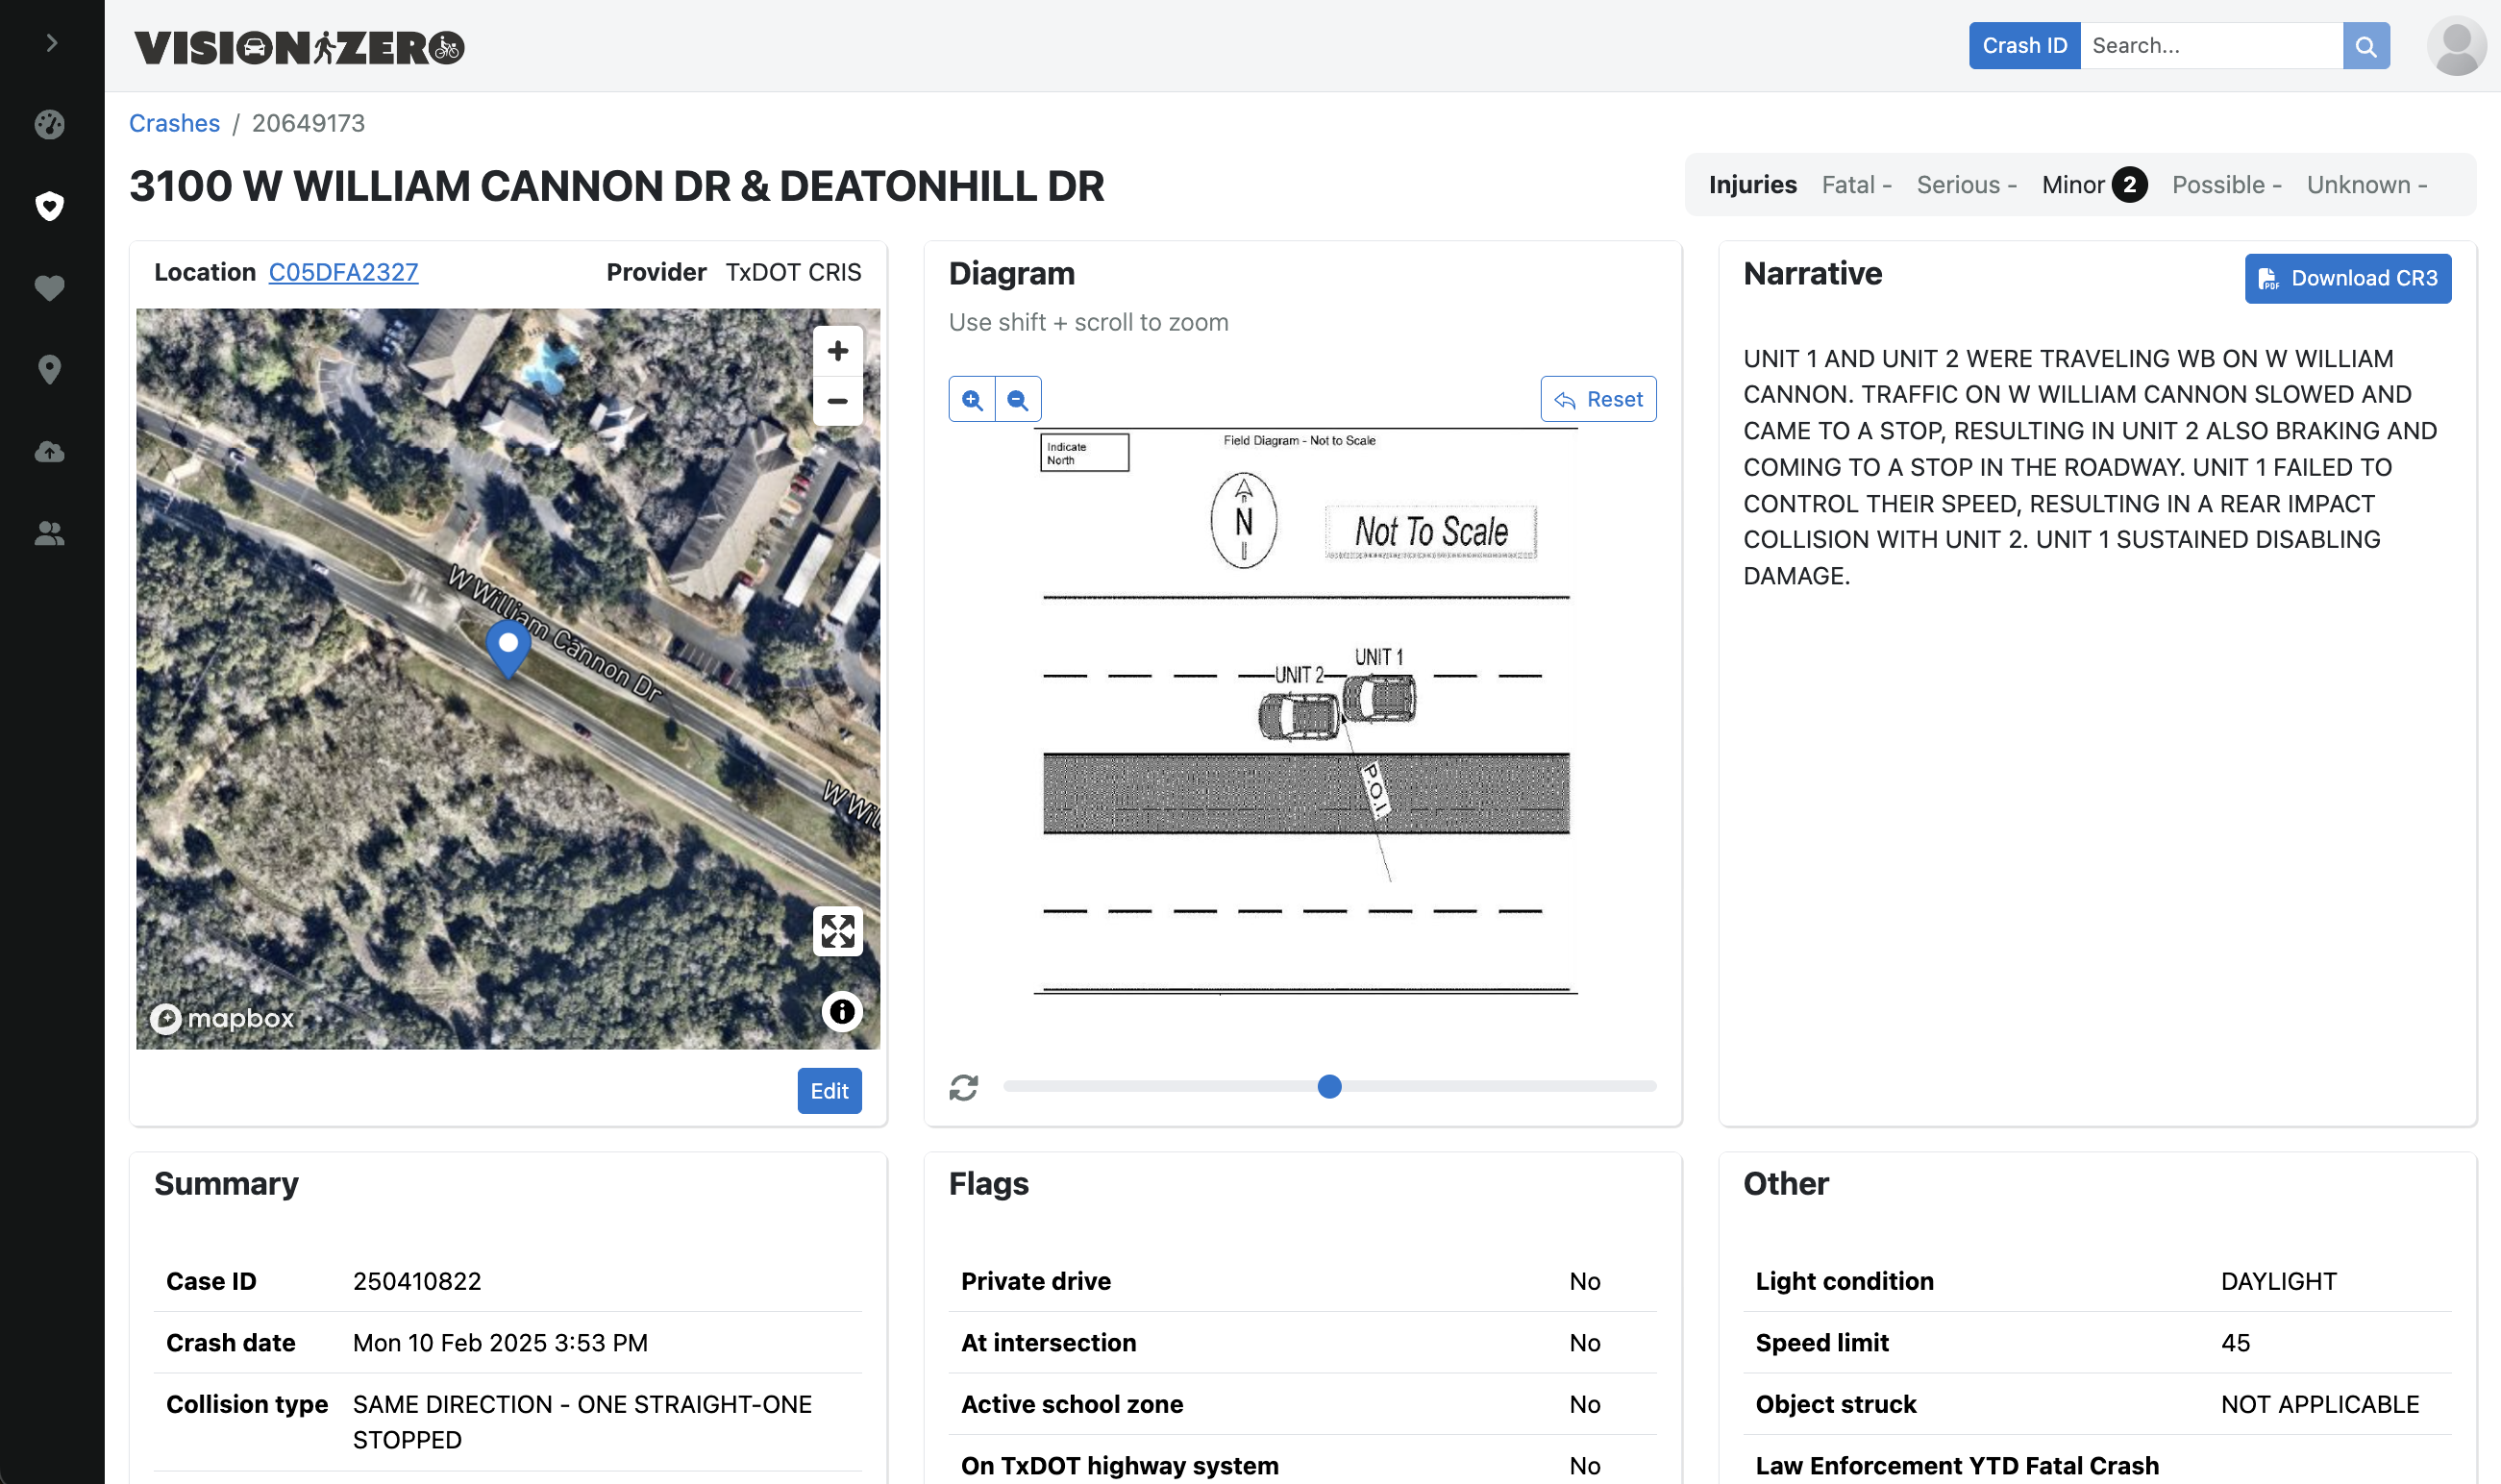 VISION ZERO
Crash ID Search...
Crashes / 20649173
3100 W WILLIAM CANNON DR & DEATONHILL DR
Injuries Fatal - Serious - Minor 2 Possible - Unknown -
Location C05DFA2327 Provider TxDOT CRIS
W William Cannon Dr
W Wil
mapbox
Edit
Diagram
Use shift + scroll to zoom
Reset
Indicate
North
Field Diagram - Not to Scale
N
Not To Scale
UNIT 1
UNIT 2
P.O.I.
Narrative
PDF Download CR3
UNIT 1 AND UNIT 2 WERE TRAVELING WB ON W WILLIAM
CANNON. TRAFFIC ON W WILLIAM CANNON SLOWED AND
CAME TO A STOP, RESULTING IN UNIT 2 ALSO BRAKING AND
COMING TO A STOP IN THE ROADWAY. UNIT 1 FAILED TO
CONTROL THEIR SPEED, RESULTING IN A REAR IMPACT
COLLISION WITH UNIT 2. UNIT 1 SUSTAINED DISABLING
DAMAGE.
Summary
Case ID 250410822
Crash date Mon 10 Feb 2025 3:53 PM
Collision type SAME DIRECTION - ONE STRAIGHT-ONE
STOPPED
Flags
Private drive No
At intersection No
Active school zone No
On TxDOT highway system No
Other
Light condition DAYLIGHT
Speed limit 45
Object struck NOT APPLICABLE
Law Enforcement YTD Fatal Crash